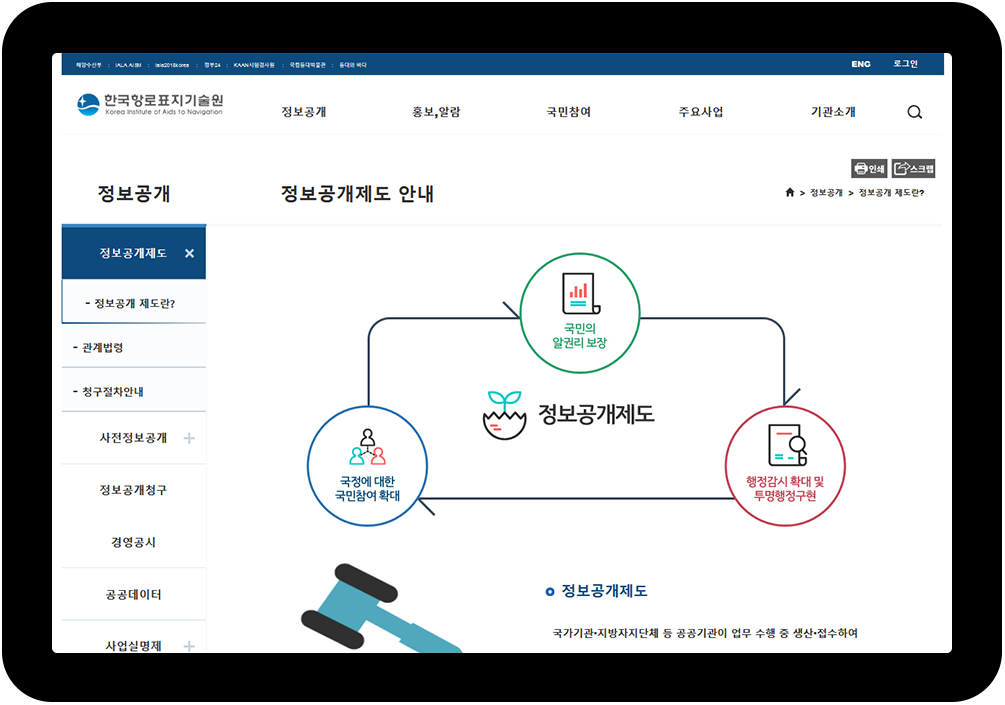 해양수산부 : IALA AISM : iala2018korea : 정부24 : KAAN시험검사원 : 국립등대박물관 : 등대와 바다
ENG 로그인
한국항로표지기술원
Korea Institute of Aids to Navigation
정보공개 홍보,알람 국민참여 주요사업 기관소개
인쇄 스크랩
정보공개
정보공개제도 안내
> 정보공개 > 정보공개 제도란?
정보공개제도 ×
- 정보공개 제도란?
- 관계법령
- 청구절차안내
사전정보공개 +
정보공개청구
경영공시
공공데이터
사업실명제 +
국민의
알권리 보장
정보공개제도
국정에 대한
국민참여 확대
행정감시 확대 및
투명행정구현
정보공개제도
국가기관•지방자지단체 등 공공기관이 업무 수행 중 생산•접수하여